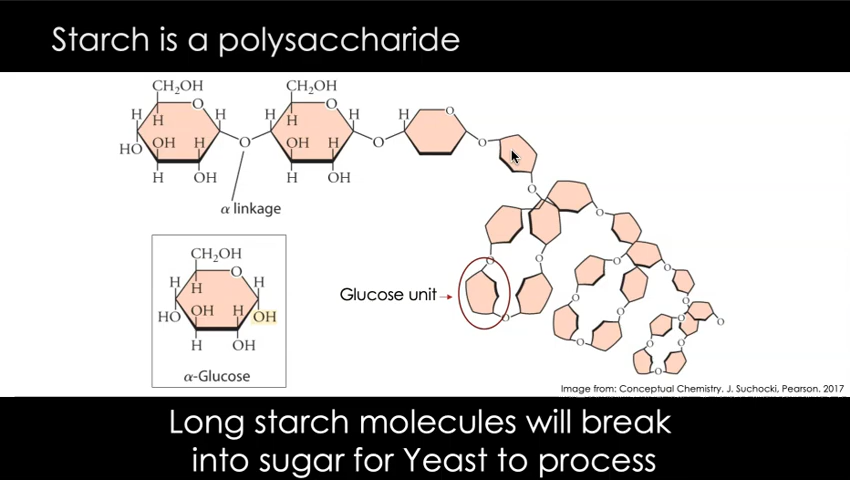 Starch is a polysaccharide
CH₂OH CH₂OH
O O O
H H H H H
H H
HO OH H O OH H O O
H OH H OH
α linkage
O
CH₂OH
O
H H
H
HO OH H OH
H OH
α-Glucose
O
O O
Glucose unit
O O O
O O O
O O O
O O O
O
Image from: Conceptual Chemistry. J. Suchocki, Pearson. 2017
Long starch molecules will break
into sugar for Yeast to process